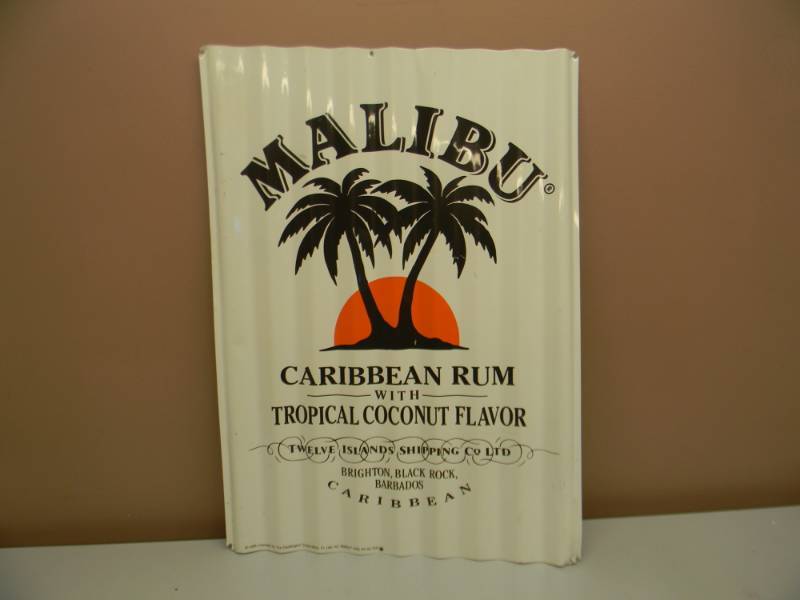 MALIBU®
CARIBBEAN RUM
WITH
TROPICAL COCONUT FLAVOR
TWELVE ISLANDS SHIPPING CO LTD
BRIGHTON, BLACK ROCK,
BARBADOS
CARIBBEAN